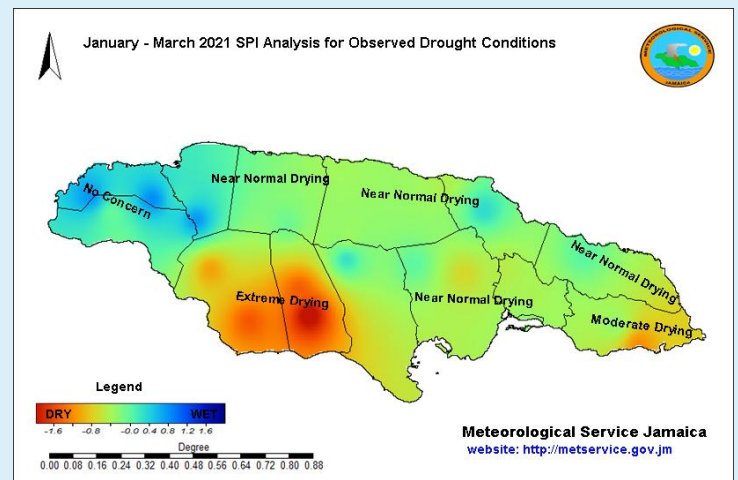 January - March 2021 SPI Analysis for Observed Drought Conditions
METEOROLOGICAL SERVICE
JAMAICA
No Concern
Near Normal Drying
Near Normal Drying
Near Normal Drying
Extreme Drying
Near Normal Drying
Moderate Drying
Legend
DRY WET
-1.6 -0.8 -0.0 0.4 0.8 1.2 1.6
Degree
0.00 0.08 0.16 0.24 0.32 0.40 0.48 0.56 0.64 0.72 0.80 0.88
Meteorological Service Jamaica
website: http://metservice.gov.jm